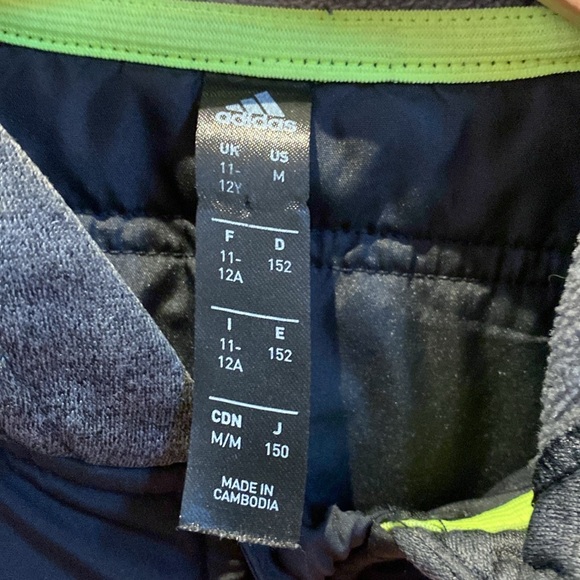 adidas
UK US
11- M
12Y
F D
11- 152
12A
I E
11- 152
12A
CDN J
M/M 150
MADE IN
CAMBODIA